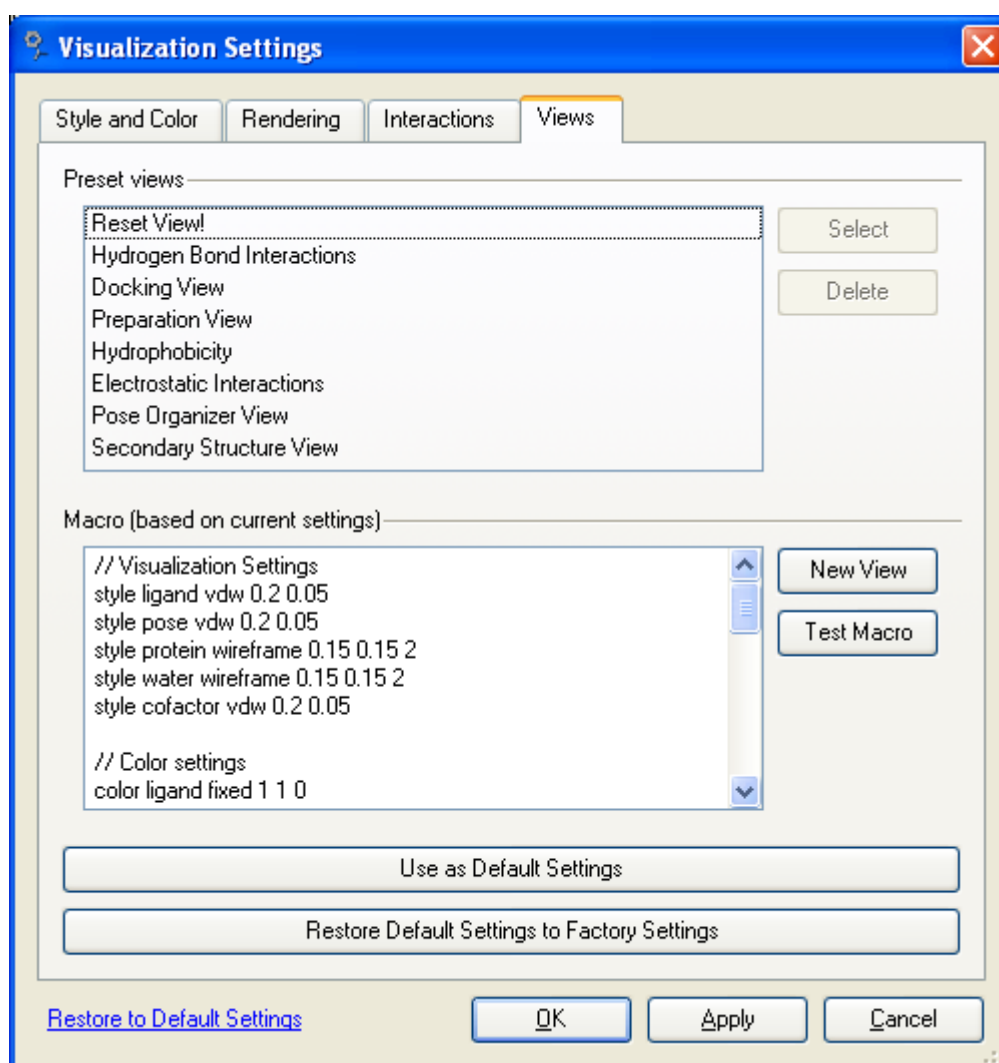 Visualization Settings
Style and Color
Rendering
Interactions
Views
Preset views
Reset View!
Hydrogen Bond Interactions
Docking View
Preparation View
Hydrophobicity
Electrostatic Interactions
Pose Organizer View
Secondary Structure View
Select
Delete
Macro (based on current settings)
// Visualization Settings
style ligand vdw 0.2 0.05
style pose vdw 0.2 0.05
style protein wireframe 0.15 0.15 2
style water wireframe 0.15 0.15 2
style cofactor vdw 0.2 0.05
// Color settings
color ligand fixed 1 1 0
New View
Test Macro
Use as Default Settings
Restore Default Settings to Factory Settings
Restore to Default Settings
OK
Apply
Cancel